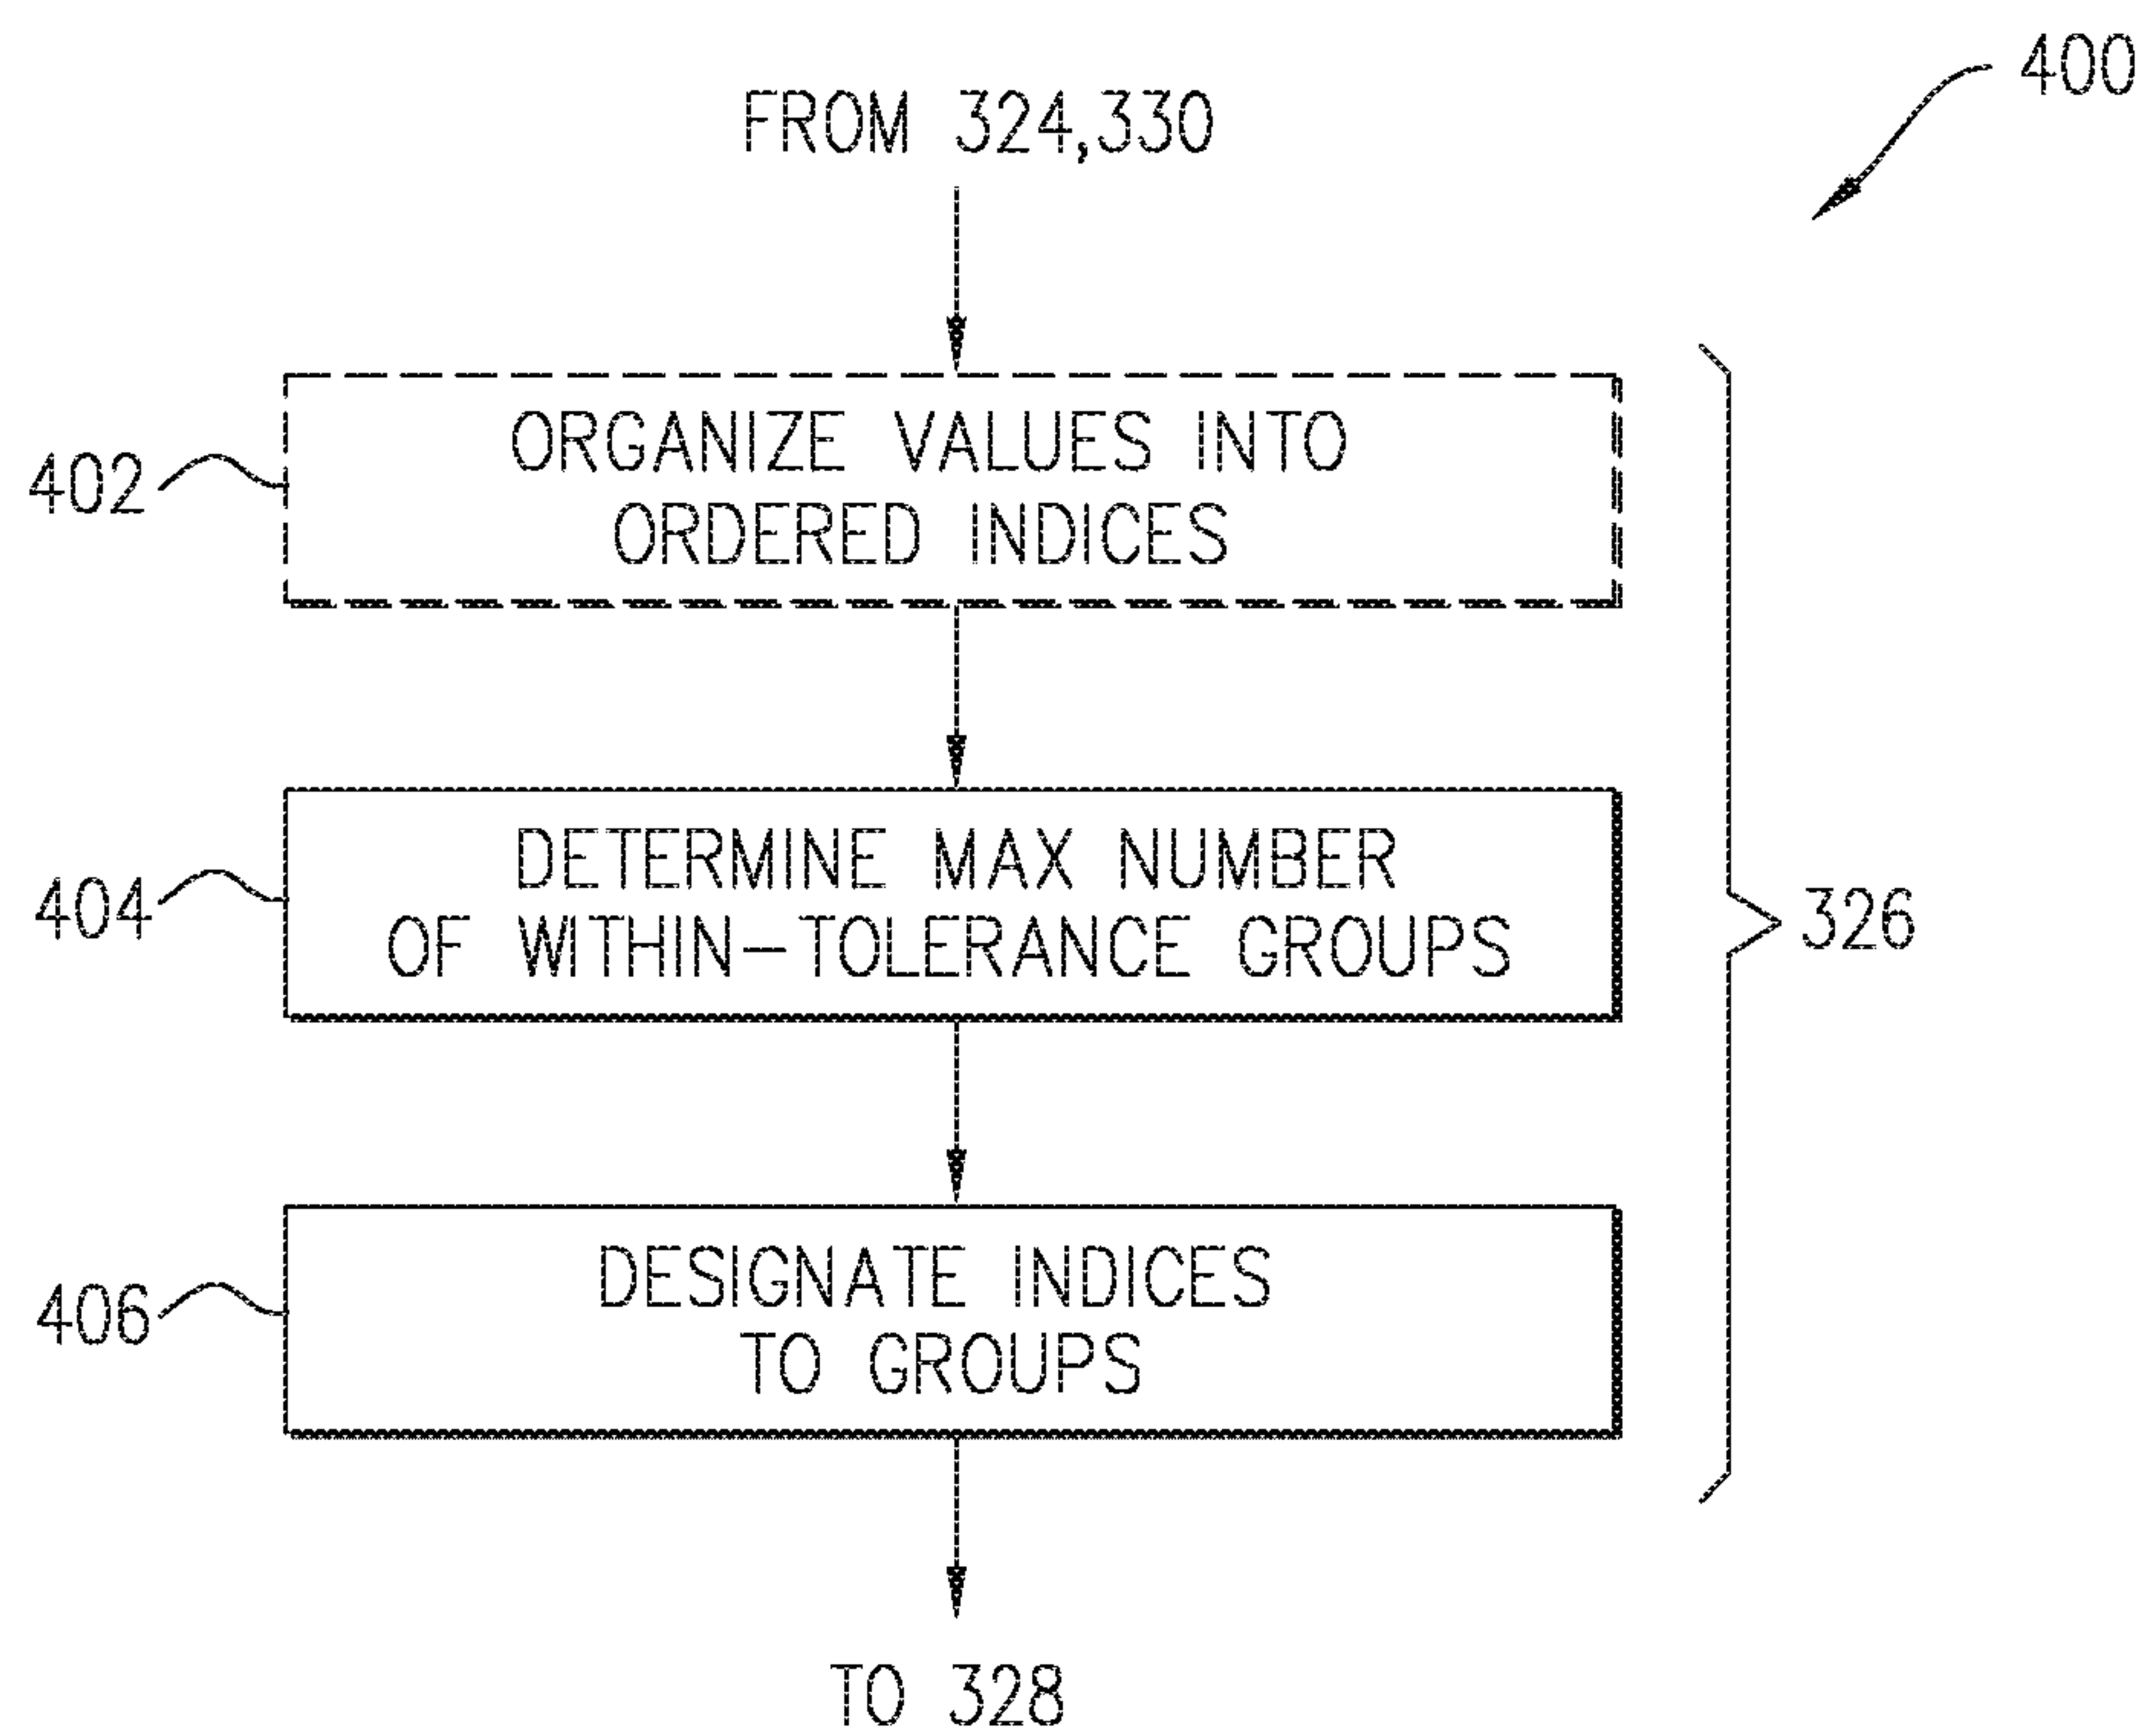 400
FROM 324,330
402
ORGANIZE VALUES INTO
ORDERED INDICES
404
DETERMINE MAX NUMBER
OF WITHIN-TOLERANCE GROUPS
326
406
DESIGNATE INDICES
TO GROUPS
TO 328